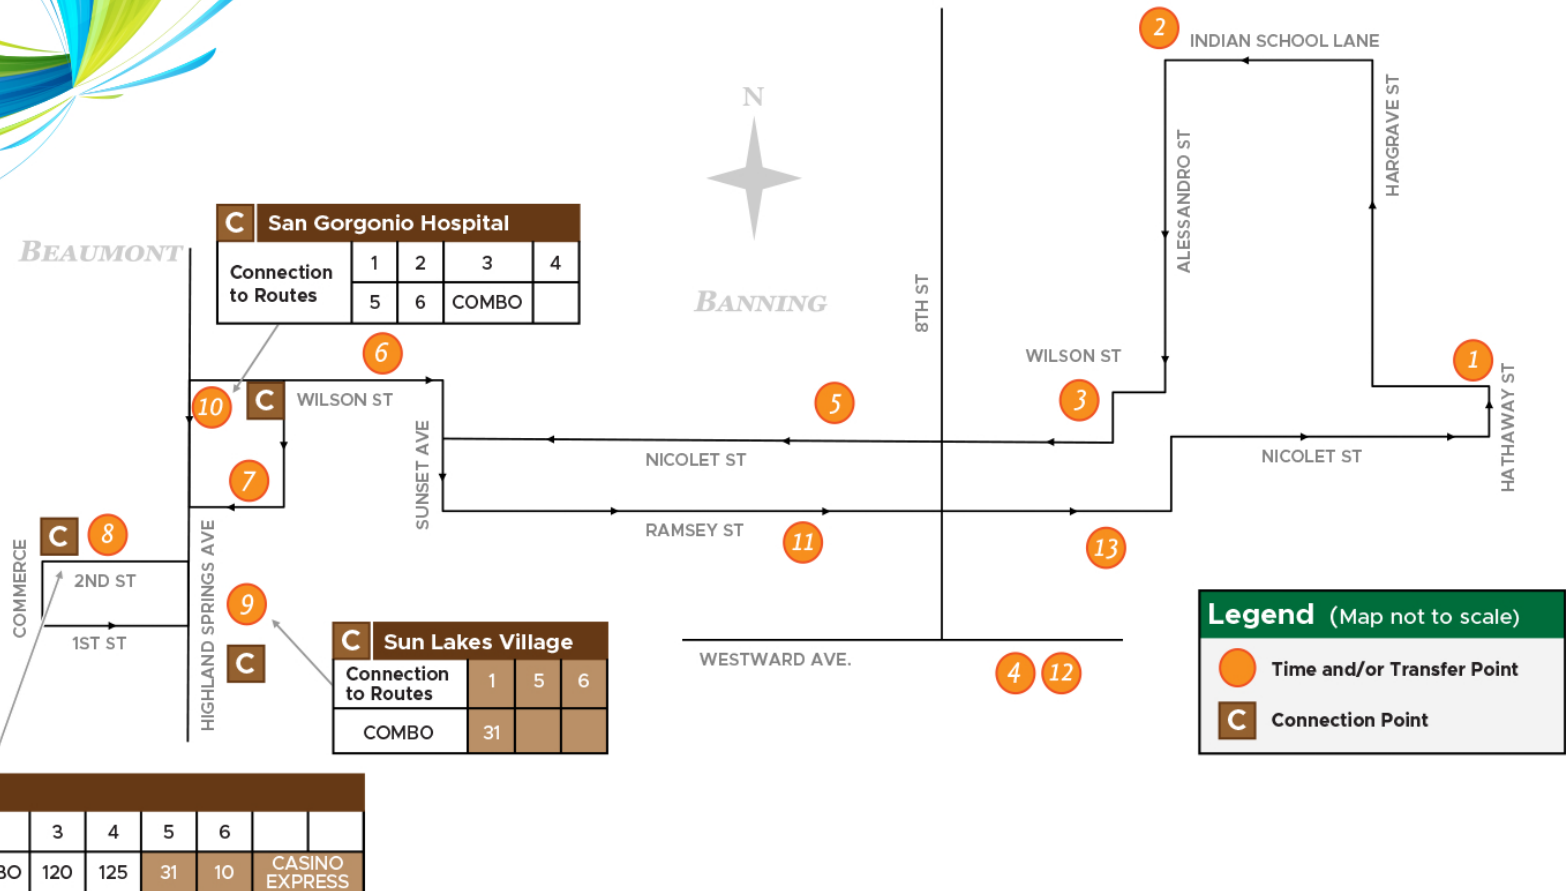 2
INDIAN SCHOOL LANE
N
HARGRAVE ST
ALESSANDRO ST
C San Gorgonio Hospital
BEAUMONT
Connection
to Routes
1 2 3 4
5 6 COMBO
BANNING
8TH ST
6
WILSON ST
1
10
C
WILSON ST
5
3
HATHAWAY ST
SUNSET AVE
NICOLET ST
NICOLET ST
7
C
8
RAMSEY ST
11
13
COMMERCE
2ND ST
HIGHLAND SPRINGS AVE
9
1ST ST
C
C Sun Lakes Village
Connection
to Routes
1 5 6
COMBO 31
WESTWARD AVE.
4 12
Legend (Map not to scale)
Time and/or Transfer Point
C Connection Point
3 4 5 6
BO 120 125 31 10 CASINO
EXPRESS